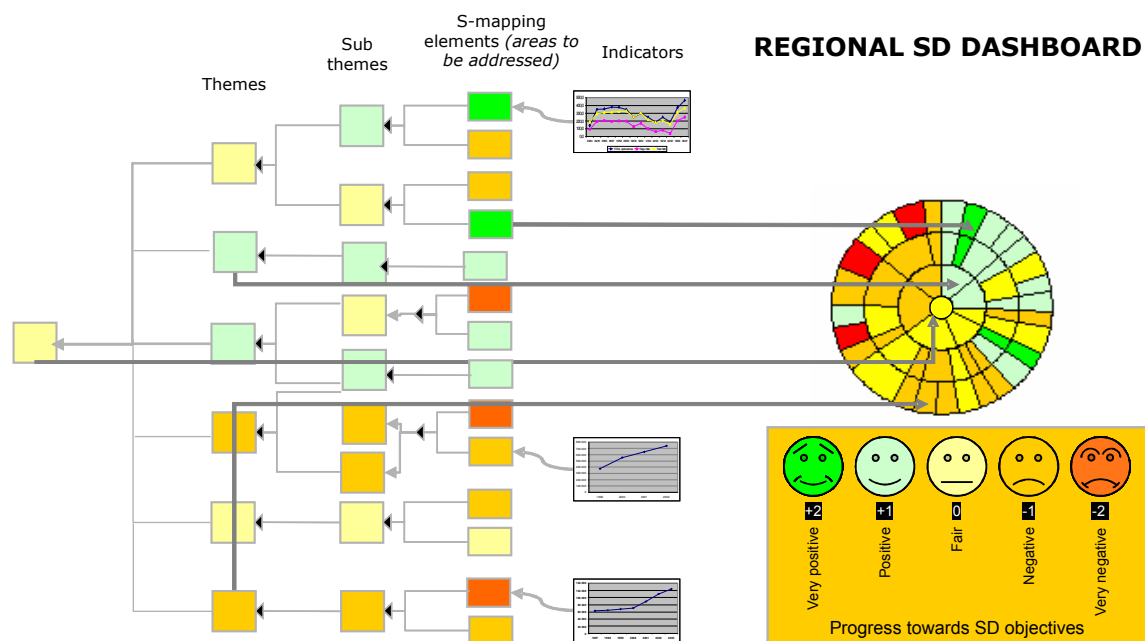 S-mapping
elements (areas to
be addressed)
Sub
themes
Indicators
Themes
REGIONAL SD DASHBOARD
+2
+1
0
-1
-2
Very positive
Positive
Fair
Negative
Very negative
Progress towards SD objectives